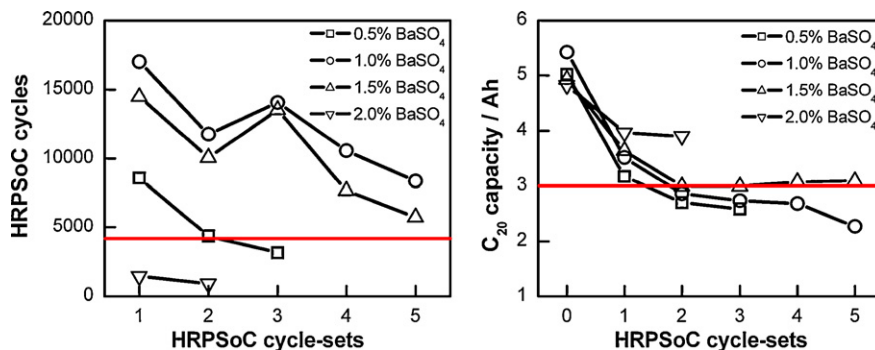 20000
15000
10000
5000
0
HRPSoC cycles
0.5% BaSO₄
1.0% BaSO₄
1.5% BaSO₄
2.0% BaSO₄
1 2 3 4 5
HRPSoC cycle-sets
6
5
4
3
2
1
C₂₀ capacity / Ah
0.5% BaSO₄
1.0% BaSO₄
1.5% BaSO₄
2.0% BaSO₄
0 1 2 3 4 5
HRPSoC cycle-sets